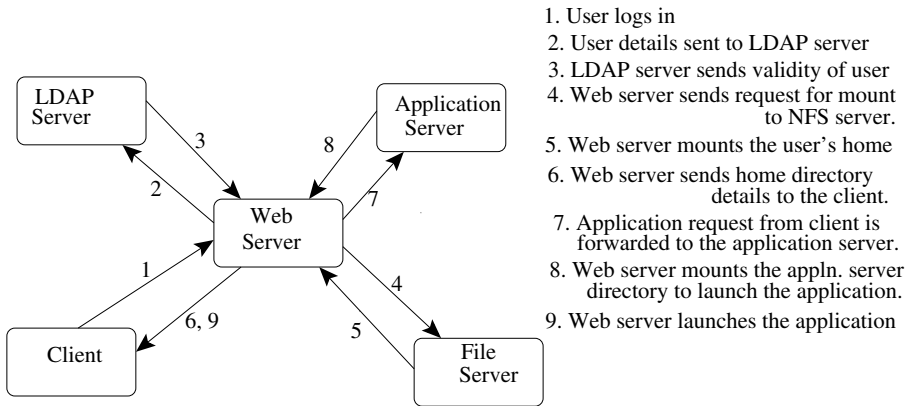 LDAP
Server
3
2
Application
Server
8
7
Web
Server
1
6, 9
4
5
Client
File
Server
1. User logs in
2. User details sent to LDAP server
3. LDAP server sends validity of user
4. Web server sends request for mount
to NFS server.
5. Web server mounts the user's home
6. Web server sends home directory
details to the client.
7. Application request from client is
forwarded to the application server.
8. Web server mounts the appln. server
directory to launch the application.
9. Web server launches the application